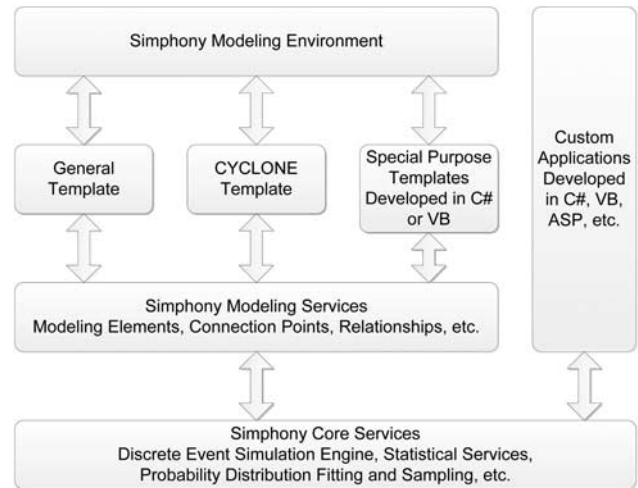 Simphony Modeling Environment
General
Template
CYCLONE
Template
Special Purpose
Templates
Developed in C#
or VB
Custom
Applications
Developed
in C#, VB,
ASP, etc.
Simphony Modeling Services
Modeling Elements, Connection Points, Relationships, etc.
Simphony Core Services
Discrete Event Simulation Engine, Statistical Services,
Probability Distribution Fitting and Sampling, etc.